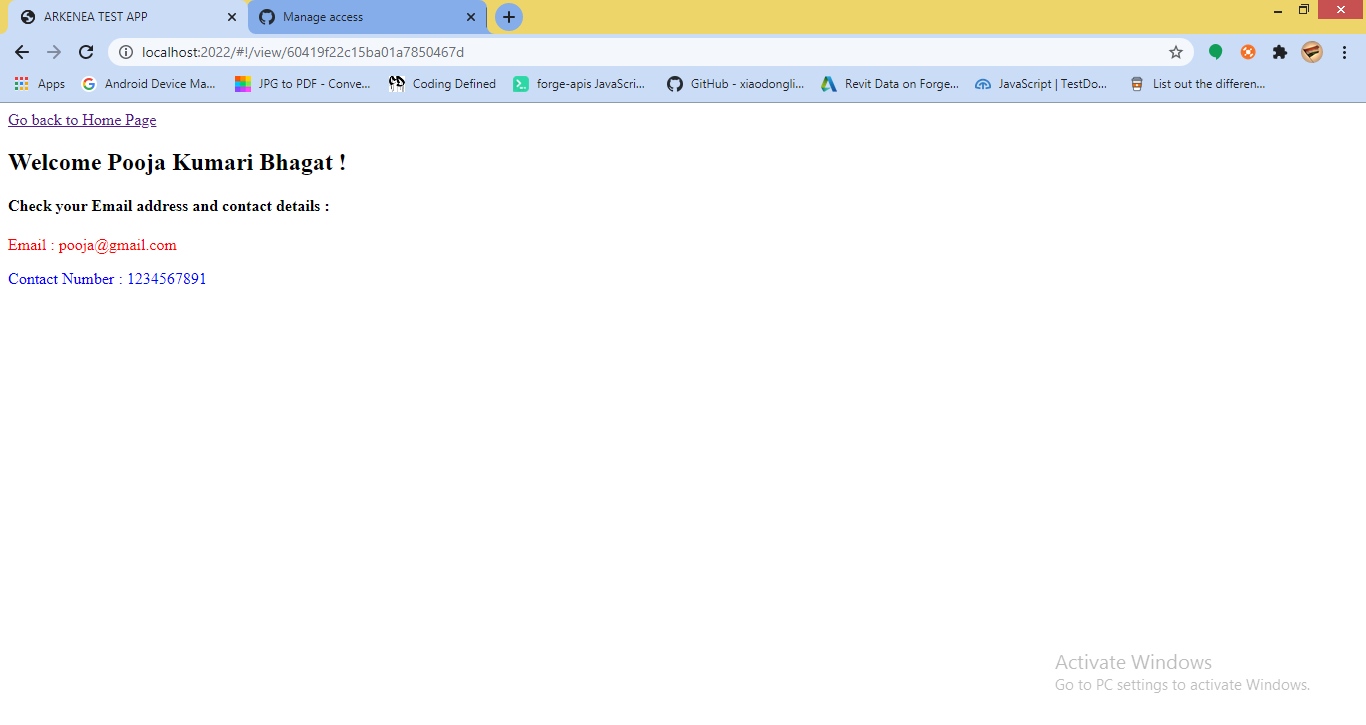 ARKENEA TEST APP
Manage access
localhost:2022/#!/view/60419f22c15ba01a7850467d
Apps Android Device Ma... JPG to PDF - Conve... Coding Defined forge-apis JavaScri... GitHub - xiaodongli... Revit Data on Forge... JavaScript | TestDo... List out the differen...
Go back to Home Page
Welcome Pooja Kumari Bhagat !
Check your Email address and contact details :
Email : pooja@gmail.com
Contact Number : 1234567891
Activate Windows
Go to PC settings to activate Windows.